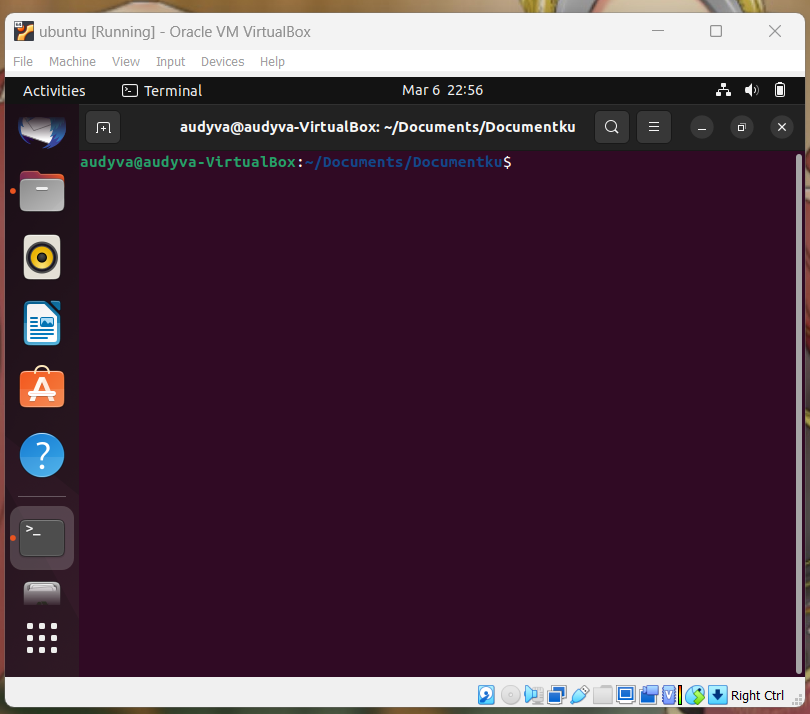 ubuntu [Running] - Oracle VM VirtualBox
File Machine View Input Devices Help
Activities Terminal Mar 6 22:56
audyva@audyva-VirtualBox: ~/Documents/Documentku
audyva@audyva-VirtualBox:~/Documents/Documentku$
?
>_
Right Ctrl